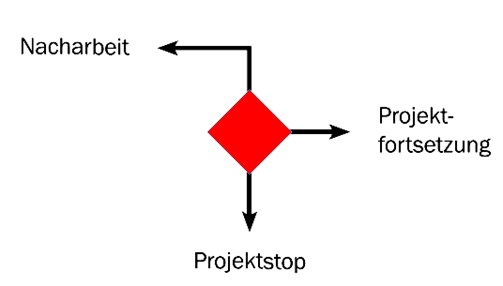 Nacharbeit
Projekt-
fortsetzung
Projektstop